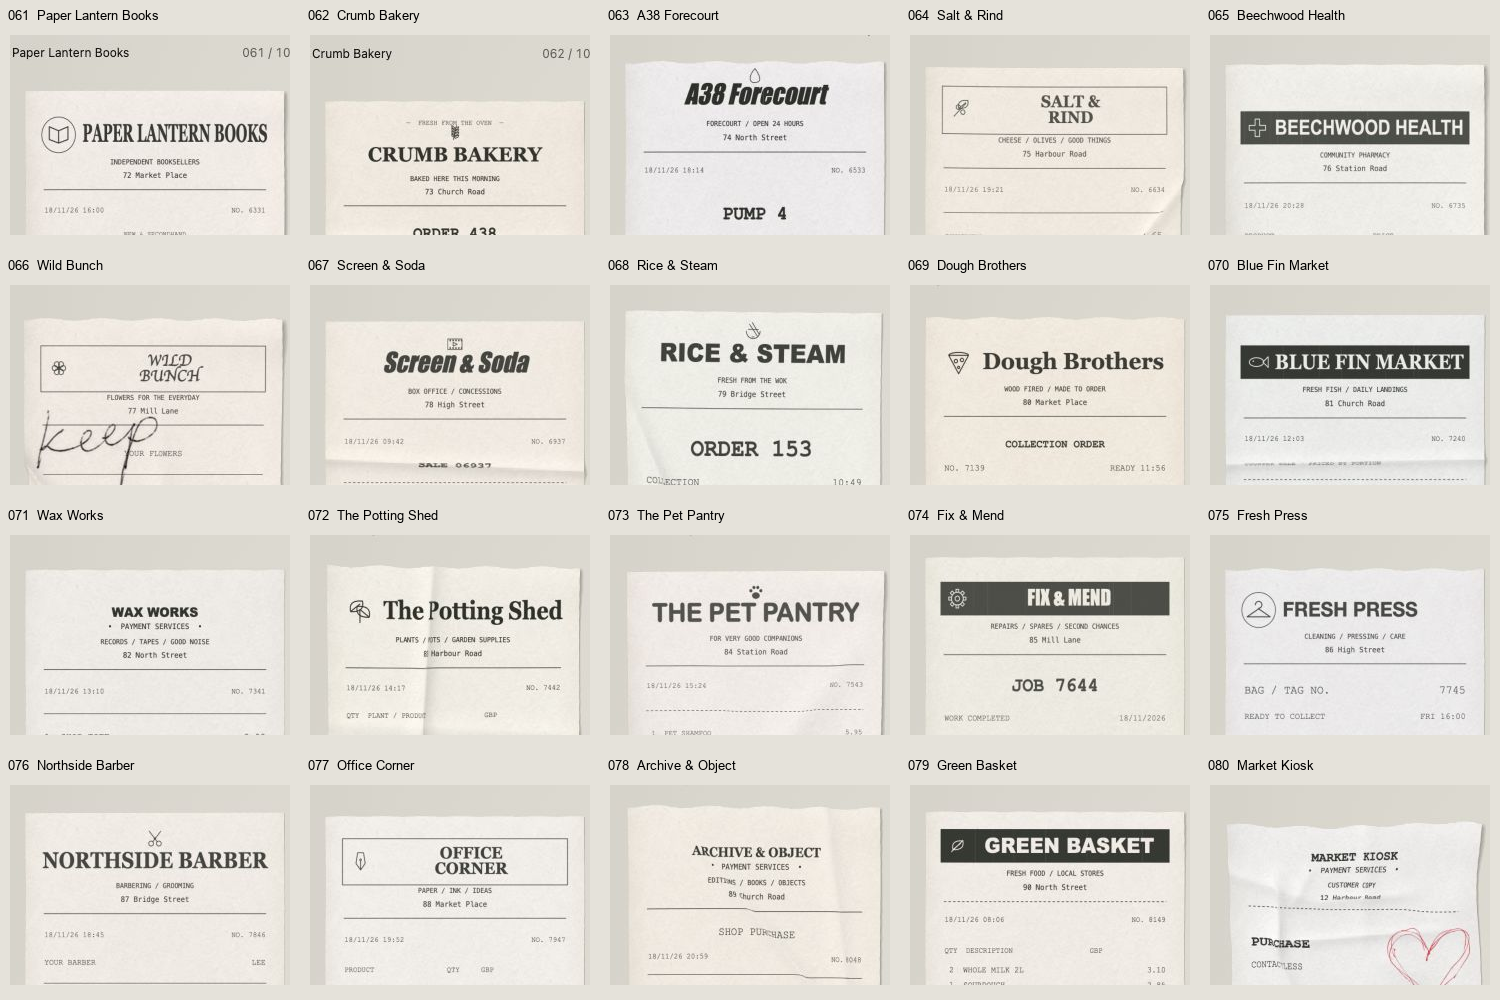 061 Paper Lantern Books
Paper Lantern Books 061 / 10
PAPER LANTERN BOOKS
INDEPENDENT BOOKSELLERS
72 Market Place
18/11/26 16:00 NO. 6331
062 Crumb Bakery
Crumb Bakery 062 / 10
— FRESH FROM THE OVEN —
CRUMB BAKERY
BAKED HERE THIS MORNING
73 Church Road
ORDER 438
063 A38 Forecourt
A38 Forecourt
FORECOURT / OPEN 24 HOURS
74 North Street
18/11/26 18:14 NO. 6533
PUMP 4
064 Salt & Rind
SALT &
RIND
CHEESE / OLIVES / GOOD THINGS
75 Harbour Road
18/11/26 19:21 NO. 6634
065 Beechwood Health
BEECHWOOD HEALTH
COMMUNITY PHARMACY
76 Station Road
18/11/26 20:28 NO. 6735
066 Wild Bunch
WILD
BUNCH
FLOWERS FOR THE EVERYDAY
77 Mill Lane
keep
YOUR FLOWERS
067 Screen & Soda
Screen & Soda
BOX OFFICE / CONCESSIONS
78 High Street
18/11/26 09:42 NO. 6937
SALE 06937
068 Rice & Steam
RICE & STEAM
FRESH FROM THE WOK
79 Bridge Street
ORDER 153
COLLECTION 10:49
069 Dough Brothers
Dough Brothers
WOOD FIRED / MADE TO ORDER
80 Market Place
COLLECTION ORDER
NO. 7139 READY 11:56
070 Blue Fin Market
BLUE FIN MARKET
FRESH FISH / DAILY LANDINGS
81 Church Road
18/11/26 12:03 NO. 7240
071 Wax Works
WAX WORKS
• PAYMENT SERVICES •
RECORDS / TAPES / GOOD NOISE
82 North Street
18/11/26 13:10 NO. 7341
072 The Potting Shed
The Potting Shed
PLANTS / POTS / GARDEN SUPPLIES
Harbour Road
18/11/26 14:17 NO. 7442
QTY PLANT / PRODUCT GBP
073 The Pet Pantry
THE PET PANTRY
FOR VERY GOOD COMPANIONS
84 Station Road
18/11/26 15:24 NO. 7543
1 PET SHAMPOO 5.95
074 Fix & Mend
FIX & MEND
REPAIRS / SPARES / SECOND CHANCES
85 Mill Lane
JOB 7644
WORK COMPLETED 18/11/2026
075 Fresh Press
FRESH PRESS
CLEANING / PRESSING / CARE
86 High Street
BAG / TAG NO. 7745
READY TO COLLECT FRI 16:00
076 Northside Barber
NORTHSIDE BARBER
BARBERING / GROOMING
87 Bridge Street
18/11/26 18:45 NO. 7846
YOUR BARBER LEE
077 Office Corner
OFFICE
CORNER
PAPER / INK / IDEAS
88 Market Place
18/11/26 19:52 NO. 7947
PRODUCT QTY GBP
078 Archive & Object
ARCHIVE & OBJECT
• PAYMENT SERVICES •
EDITIONS / BOOKS / OBJECTS
89 Church Road
SHOP PURCHASE
18/11/26 20:59 NO. 8048
079 Green Basket
GREEN BASKET
FRESH FOOD / LOCAL STORES
90 North Street
18/11/26 08:06 NO. 8149
QTY DESCRIPTION GBP
2 WHOLE MILK 2L 3.10
080 Market Kiosk
MARKET KIOSK
• PAYMENT SERVICES •
CUSTOMER COPY
12 Harbour Road
PURCHASE
CONTACTLESS